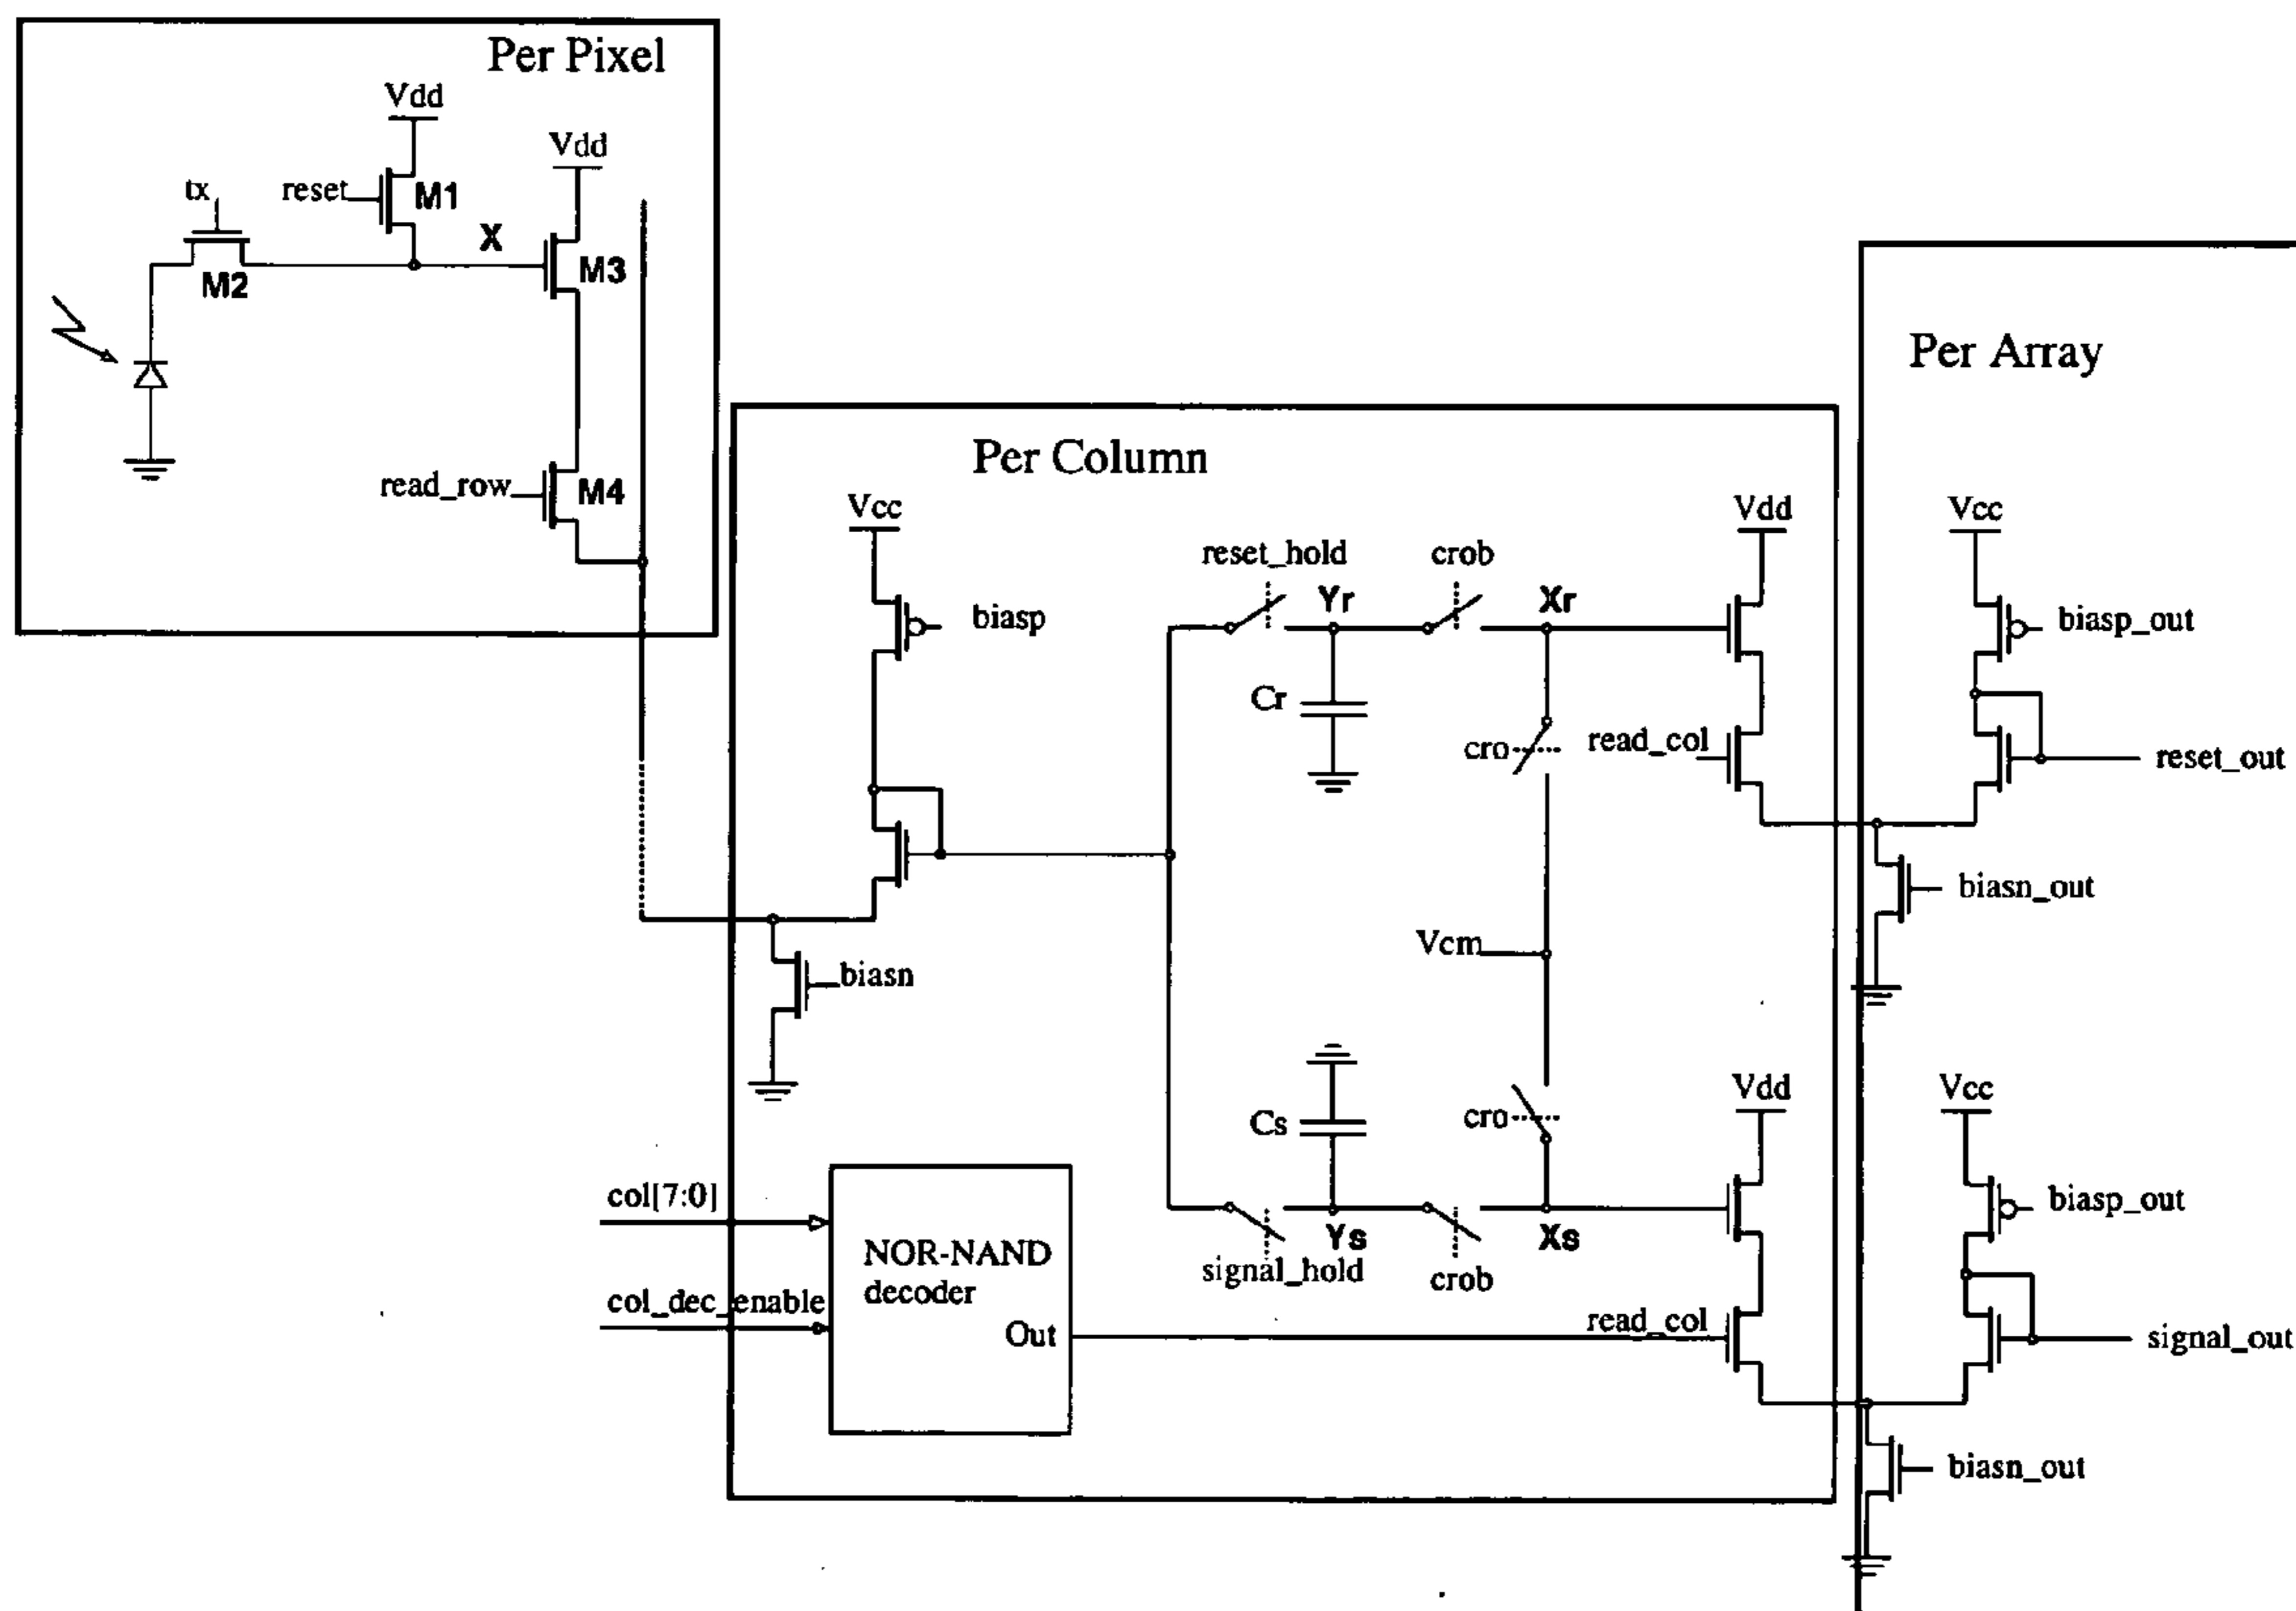 Per Pixel
Vdd
Vdd
tx
reset
M1
X
M2
M3
read_row
M4
Per Array
Per Column
Vcc
biasp
reset_hold
Yr
crob
Xr
Vdd
Vcc
biasp_out
Cr
cro
read_col
reset_out
biasn_out
Vcm
biasn
Cs
cro
Vdd
Vcc
col[7:0]
biasp_out
NOR-NAND
decoder
Ys
Xs
signal_hold
crob
col_dec_enable
Out
read_col
signal_out
biasn_out